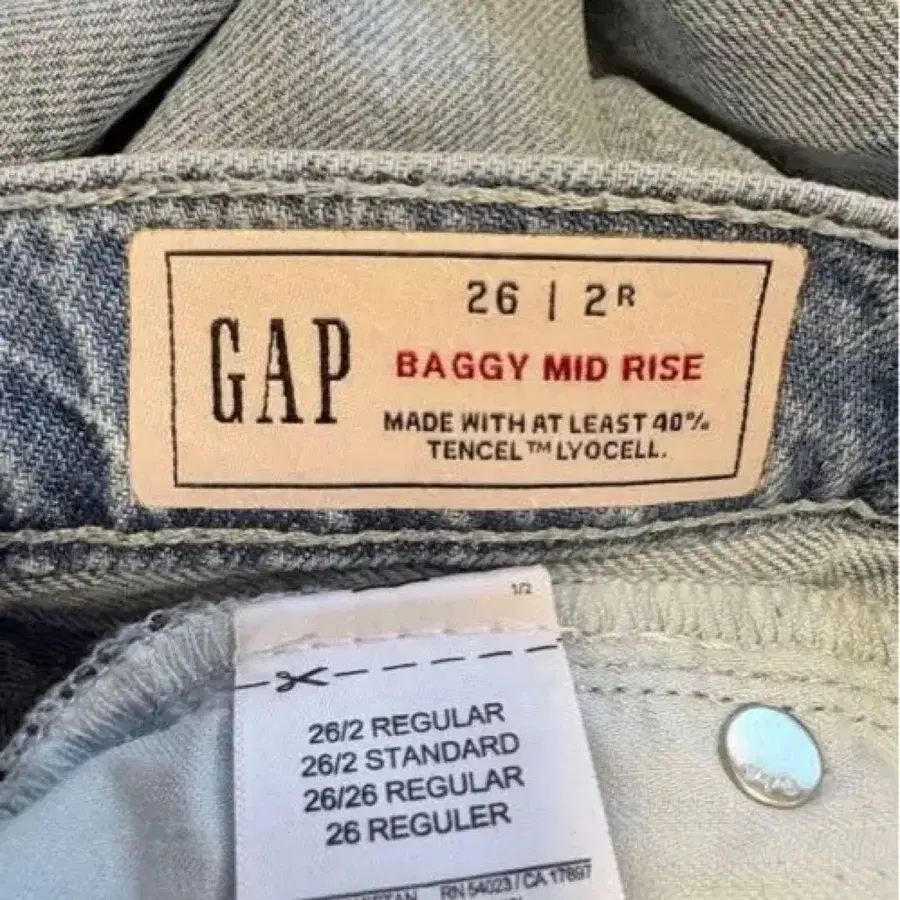 GAP
26 | 2R
BAGGY MID RISE
MADE WITH AT LEAST 40%
TENCEL™ LYOCELL.
1/2
26/2 REGULAR
26/2 STANDARD
26/26 REGULAR
26 REGULER
RN 54023 / CA 17897